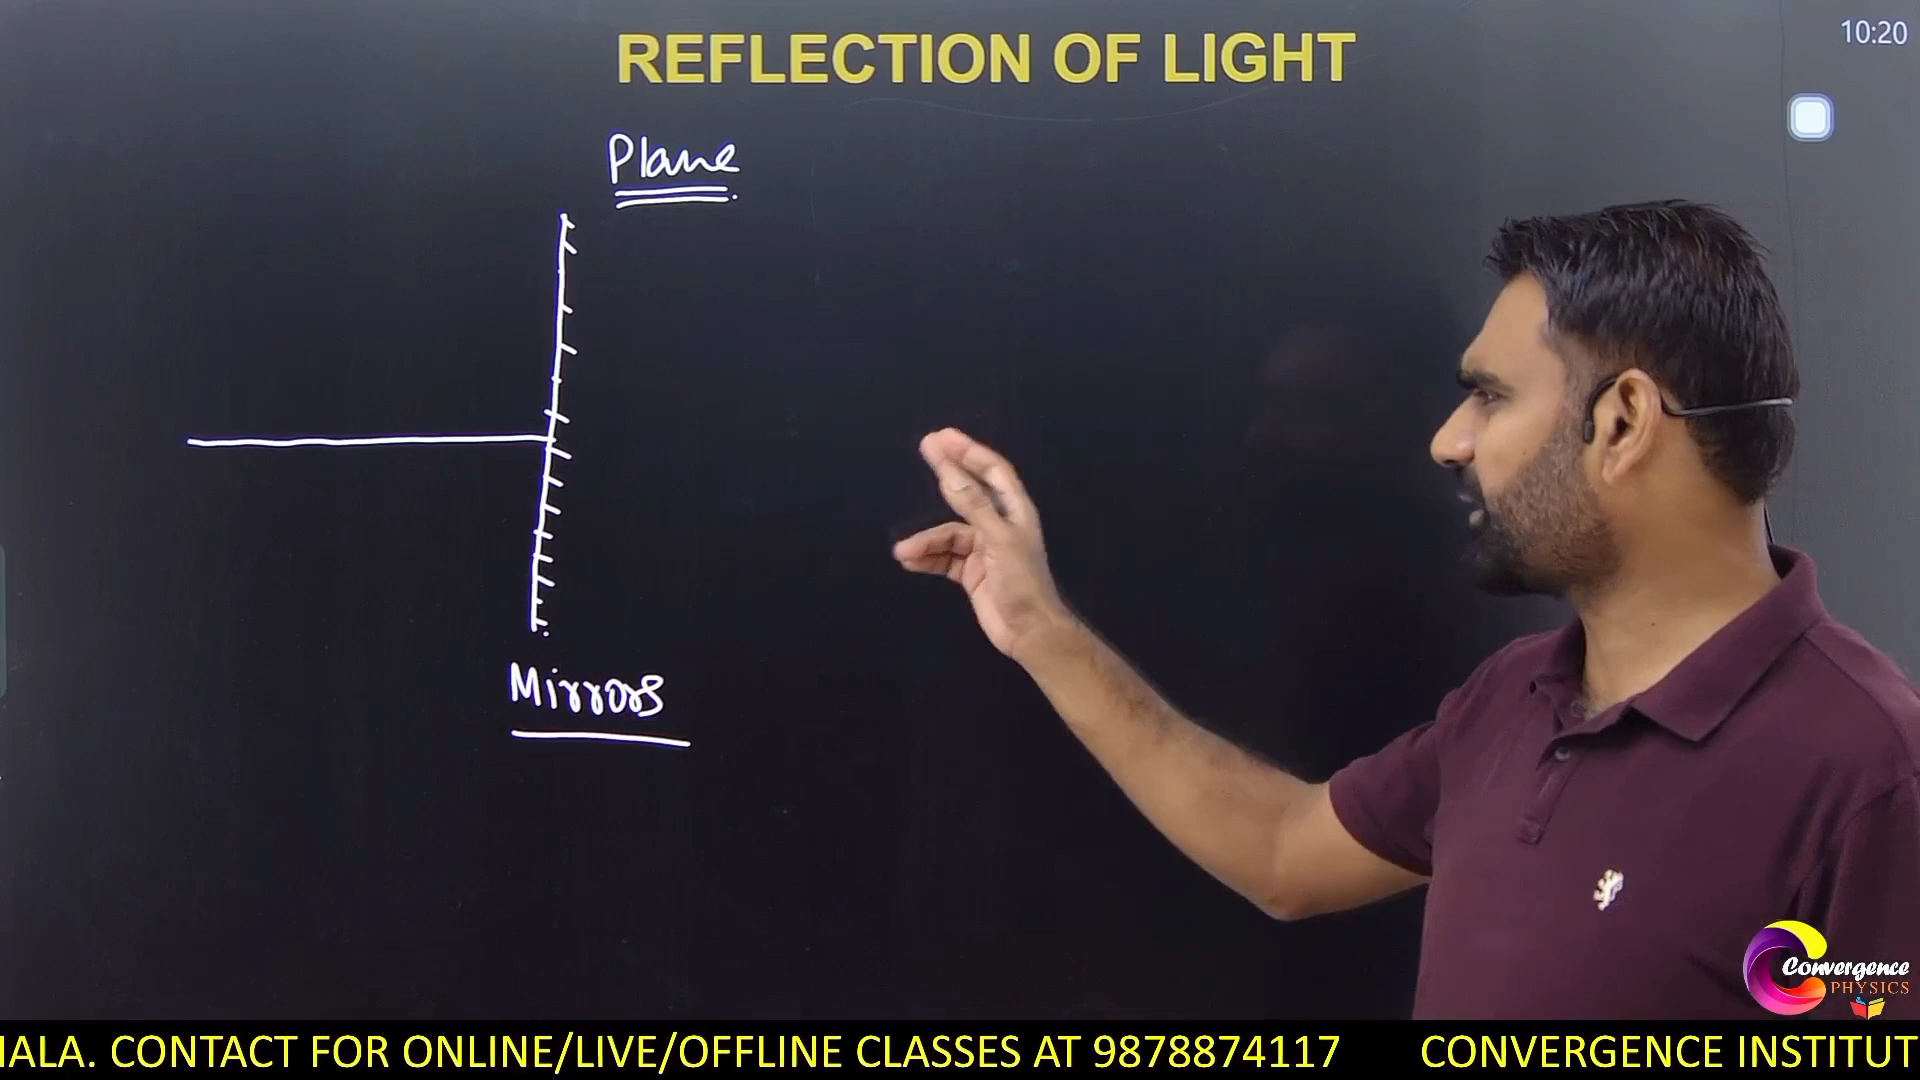 REFLECTION OF LIGHT
10:20
Plane
Mirrors
Convergence
PHYSICS
IALA. CONTACT FOR ONLINE/LIVE/OFFLINE CLASSES AT 9878874117 CONVERGENCE INSTITUT